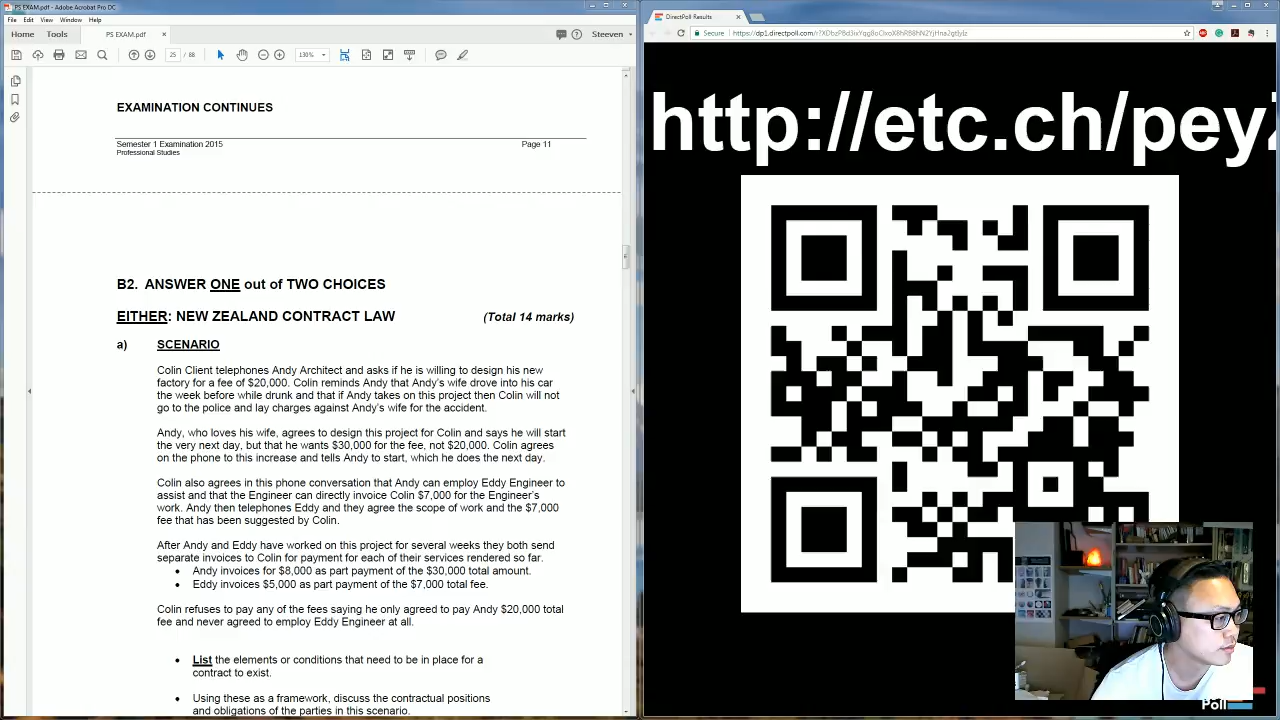 PS EXAM.pdf - Adobe Acrobat Pro DC
File Edit View Window Help
Home Tools PS EXAM.pdf × Steeven
25 / 88 130%
EXAMINATION CONTINUES
Semester 1 Examination 2015 Page 11
Professional Studies
B2. ANSWER ONE out of TWO CHOICES
EITHER: NEW ZEALAND CONTRACT LAW (Total 14 marks)
a) SCENARIO
Colin Client telephones Andy Architect and asks if he is willing to design his new
factory for a fee of $20,000. Colin reminds Andy that Andy's wife drove into his car
the week before while drunk and that if Andy takes on this project then Colin will not
go to the police and lay charges against Andy's wife for the accident.
Andy, who loves his wife, agrees to design this project for Colin and says he will start
the very next day, but that he wants $30,000 for the fee, not $20,000. Colin agrees
on the phone to this increase and tells Andy to start, which he does the next day.
Colin also agrees in this phone conversation that Andy can employ Eddy Engineer to
assist and that the Engineer can directly invoice Colin $7,000 for the Engineer's
work. Andy then telephones Eddy and they agree the scope of work and the $7,000
fee that has been suggested by Colin.
After Andy and Eddy have worked on this project for several weeks they both send
separate invoices to Colin for payment for each of their services rendered so far.
• Andy invoices for $8,000 as part payment of the $30,000 total amount.
• Eddy invoices $5,000 as part payment of the $7,000 total fee.
Colin refuses to pay any of the fees saying he only agreed to pay Andy $20,000 total
fee and never agreed to employ Eddy Engineer at all.
• List the elements or conditions that need to be in place for a
contract to exist.
• Using these as a framework, discuss the contractual positions
and obligations of the parties in this scenario.
DirectPoll Results ×
Secure
http://etc.ch/pey
Poll